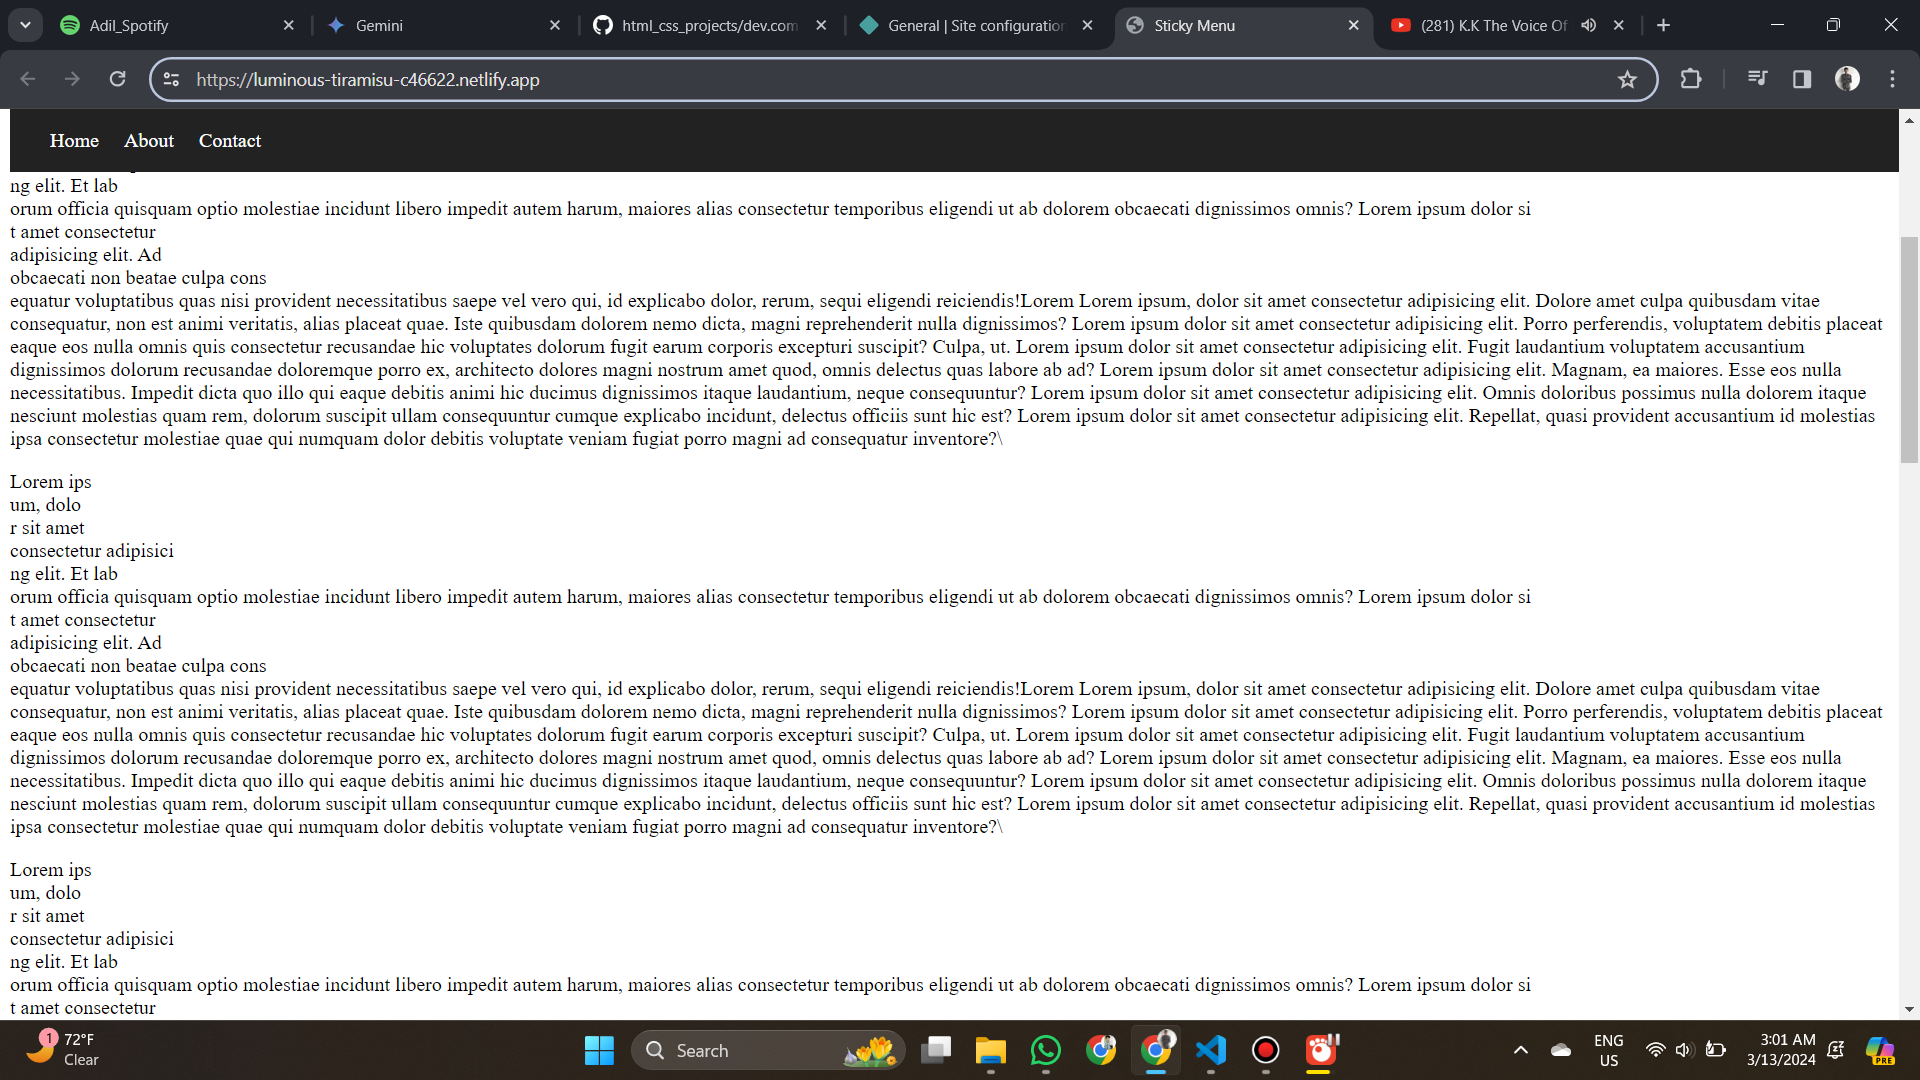 Adil_Spotify
Gemini
html_css_projects/dev.com
General | Site configuration
Sticky Menu
(281) K.K The Voice Of
https://luminous-tiramisu-c46622.netlify.app
Home About Contact
ng elit. Et lab
orum officia quisquam optio molestiae incidunt libero impedit autem harum, maiores alias consectetur temporibus eligendi ut ab dolorem obcaecati dignissimos omnis? Lorem ipsum dolor si
t amet consectetur
adipisicing elit. Ad
obcaecati non beatae culpa cons
equatur voluptatibus quas nisi provident necessitatibus saepe vel vero qui, id explicabo dolor, rerum, sequi eligendi reiciendis!Lorem Lorem ipsum, dolor sit amet consectetur adipisicing elit. Dolore amet culpa quibusdam vitae
consequatur, non est animi veritatis, alias placeat quae. Iste quibusdam dolorem nemo dicta, magni reprehenderit nulla dignissimos? Lorem ipsum dolor sit amet consectetur adipisicing elit. Porro perferendis, voluptatem debitis placeat
eaque eos nulla omnis quis consectetur recusandae hic voluptates dolorum fugit earum corporis excepturi suscipit? Culpa, ut. Lorem ipsum dolor sit amet consectetur adipisicing elit. Fugit laudantium voluptatem accusantium
dignissimos dolorum recusandae doloremque porro ex, architecto dolores magni nostrum amet quod, omnis delectus quas labore ab ad? Lorem ipsum dolor sit amet consectetur adipisicing elit. Magnam, ea maiores. Esse eos nulla
necessitatibus. Impedit dicta quo illo qui eaque debitis animi hic ducimus dignissimos itaque laudantium, neque consequuntur? Lorem ipsum dolor sit amet consectetur adipisicing elit. Omnis doloribus possimus nulla dolorem itaque
nesciunt molestias quam rem, dolorum suscipit ullam consequuntur cumque explicabo incidunt, delectus officiis sunt hic est? Lorem ipsum dolor sit amet consectetur adipisicing elit. Repellat, quasi provident accusantium id molestias
ipsa consectetur molestiae quae qui numquam dolor debitis voluptate veniam fugiat porro magni ad consequatur inventore?\
Lorem ips
um, dolo
r sit amet
consectetur adipisici
ng elit. Et lab
orum officia quisquam optio molestiae incidunt libero impedit autem harum, maiores alias consectetur temporibus eligendi ut ab dolorem obcaecati dignissimos omnis? Lorem ipsum dolor si
t amet consectetur
adipisicing elit. Ad
obcaecati non beatae culpa cons
equatur voluptatibus quas nisi provident necessitatibus saepe vel vero qui, id explicabo dolor, rerum, sequi eligendi reiciendis!Lorem Lorem ipsum, dolor sit amet consectetur adipisicing elit. Dolore amet culpa quibusdam vitae
consequatur, non est animi veritatis, alias placeat quae. Iste quibusdam dolorem nemo dicta, magni reprehenderit nulla dignissimos? Lorem ipsum dolor sit amet consectetur adipisicing elit. Porro perferendis, voluptatem debitis placeat
eaque eos nulla omnis quis consectetur recusandae hic voluptates dolorum fugit earum corporis excepturi suscipit? Culpa, ut. Lorem ipsum dolor sit amet consectetur adipisicing elit. Fugit laudantium voluptatem accusantium
dignissimos dolorum recusandae doloremque porro ex, architecto dolores magni nostrum amet quod, omnis delectus quas labore ab ad? Lorem ipsum dolor sit amet consectetur adipisicing elit. Magnam, ea maiores. Esse eos nulla
necessitatibus. Impedit dicta quo illo qui eaque debitis animi hic ducimus dignissimos itaque laudantium, neque consequuntur? Lorem ipsum dolor sit amet consectetur adipisicing elit. Omnis doloribus possimus nulla dolorem itaque
nesciunt molestias quam rem, dolorum suscipit ullam consequuntur cumque explicabo incidunt, delectus officiis sunt hic est? Lorem ipsum dolor sit amet consectetur adipisicing elit. Repellat, quasi provident accusantium id molestias
ipsa consectetur molestiae quae qui numquam dolor debitis voluptate veniam fugiat porro magni ad consequatur inventore?\
Lorem ips
um, dolo
r sit amet
consectetur adipisici
ng elit. Et lab
orum officia quisquam optio molestiae incidunt libero impedit autem harum, maiores alias consectetur temporibus eligendi ut ab dolorem obcaecati dignissimos omnis? Lorem ipsum dolor si
t amet consectetur
1
72°F
Clear
Search
ENG
US
3:01 AM
3/13/2024
PRE